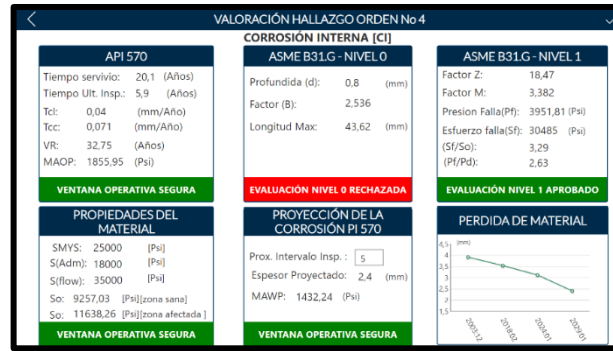 VALORACIÓN HALLAZGO ORDEN No 4
CORROSIÓN INTERNA [CI]
API 570
Tiempo servivio: 20,1 (Años)
Tiempo Ult. Insp.: 5,9 (Años)
Tcl: 0,04 (mm/Año)
Tcc: 0,071 (mm/Año)
VR: 32,75 (Años)
MAOP: 1855,95 (Psi)
VENTANA OPERATIVA SEGURA
ASME B31.G - NIVEL 0
Profundida (d): 0,8 (mm)
Factor (B): 2,536
Longitud Max: 43,62 (mm)
EVALUACIÓN NIVEL 0 RECHAZADA
ASME B31.G - NIVEL 1
Factor Z: 18,47
Factor M: 3,382
Presion Falla(Pf): 3951,81 (Psi)
Esfuerzo falla(Sf): 30485 (Psi)
(Sf/So): 3,29
(Pf/Pd): 2,63
EVALUACIÓN NIVEL 1 APROBADO
PROPIEDADES DEL
MATERIAL
SMYS: 25000 [Psi]
S(Adm): 18000 [Psi]
S(flow): 35000 [Psi]
So: 9257,03 [Psi][zona sana]
So: 11638,26 [Psi][zona afectada ]
VENTANA OPERATIVA SEGURA
PROYECCIÓN DE LA
CORROSIÓN PI 570
Prox. Intervalo Insp. : 5
Espesor Proyectado: 2,4 (mm)
MAWP: 1432,24 (Psi)
VENTANA OPERATIVA SEGURA
PERDIDA DE MATERIAL
(mm)
4,5
4
3,5
3
2,5
2
1,5
2003-12 2018-02 2024-01 2029-01